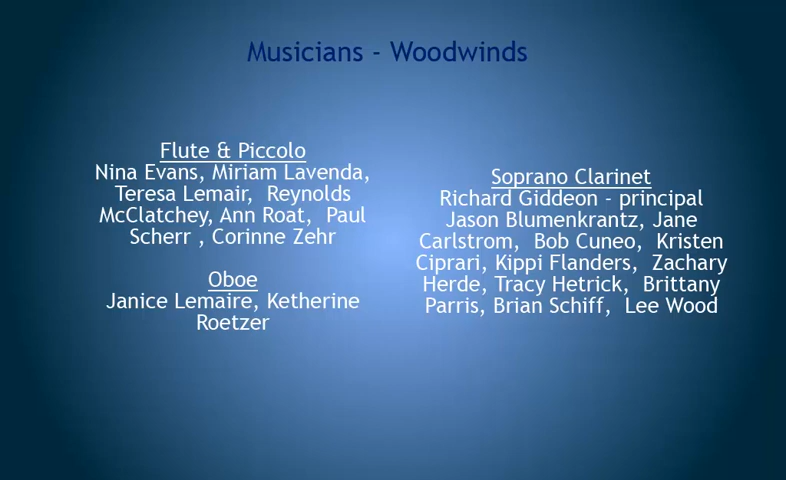 Musicians - Woodwinds
Flute & Piccolo
Nina Evans, Miriam Lavenda,
Teresa Lemair, Reynolds
McClatchey, Ann Roat, Paul
Scherr , Corinne Zehr
Oboe
Janice Lemaire, Ketherine
Roetzer
Soprano Clarinet
Richard Giddeon - principal
Jason Blumenkrantz, Jane
Carlstrom, Bob Cuneo, Kristen
Ciprari, Kippi Flanders, Zachary
Herde, Tracy Hetrick, Brittany
Parris, Brian Schiff, Lee Wood